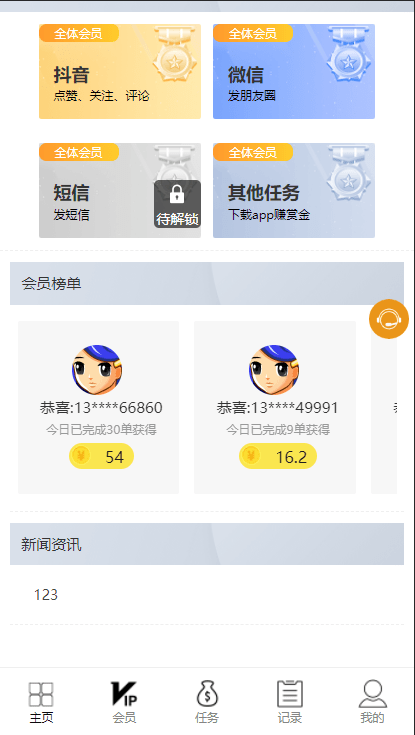 全体会员
抖音
点赞、关注、评论
全体会员
微信
发朋友圈
全体会员
短信
发短信
待解锁
全体会员
其他任务
下载app赚赏金
会员榜单
恭喜:13****66860
今日已完成30单获得
54
恭喜:13****49991
今日已完成9单获得
16.2
新闻资讯
123
主页
VIP
会员
任务
记录
我的